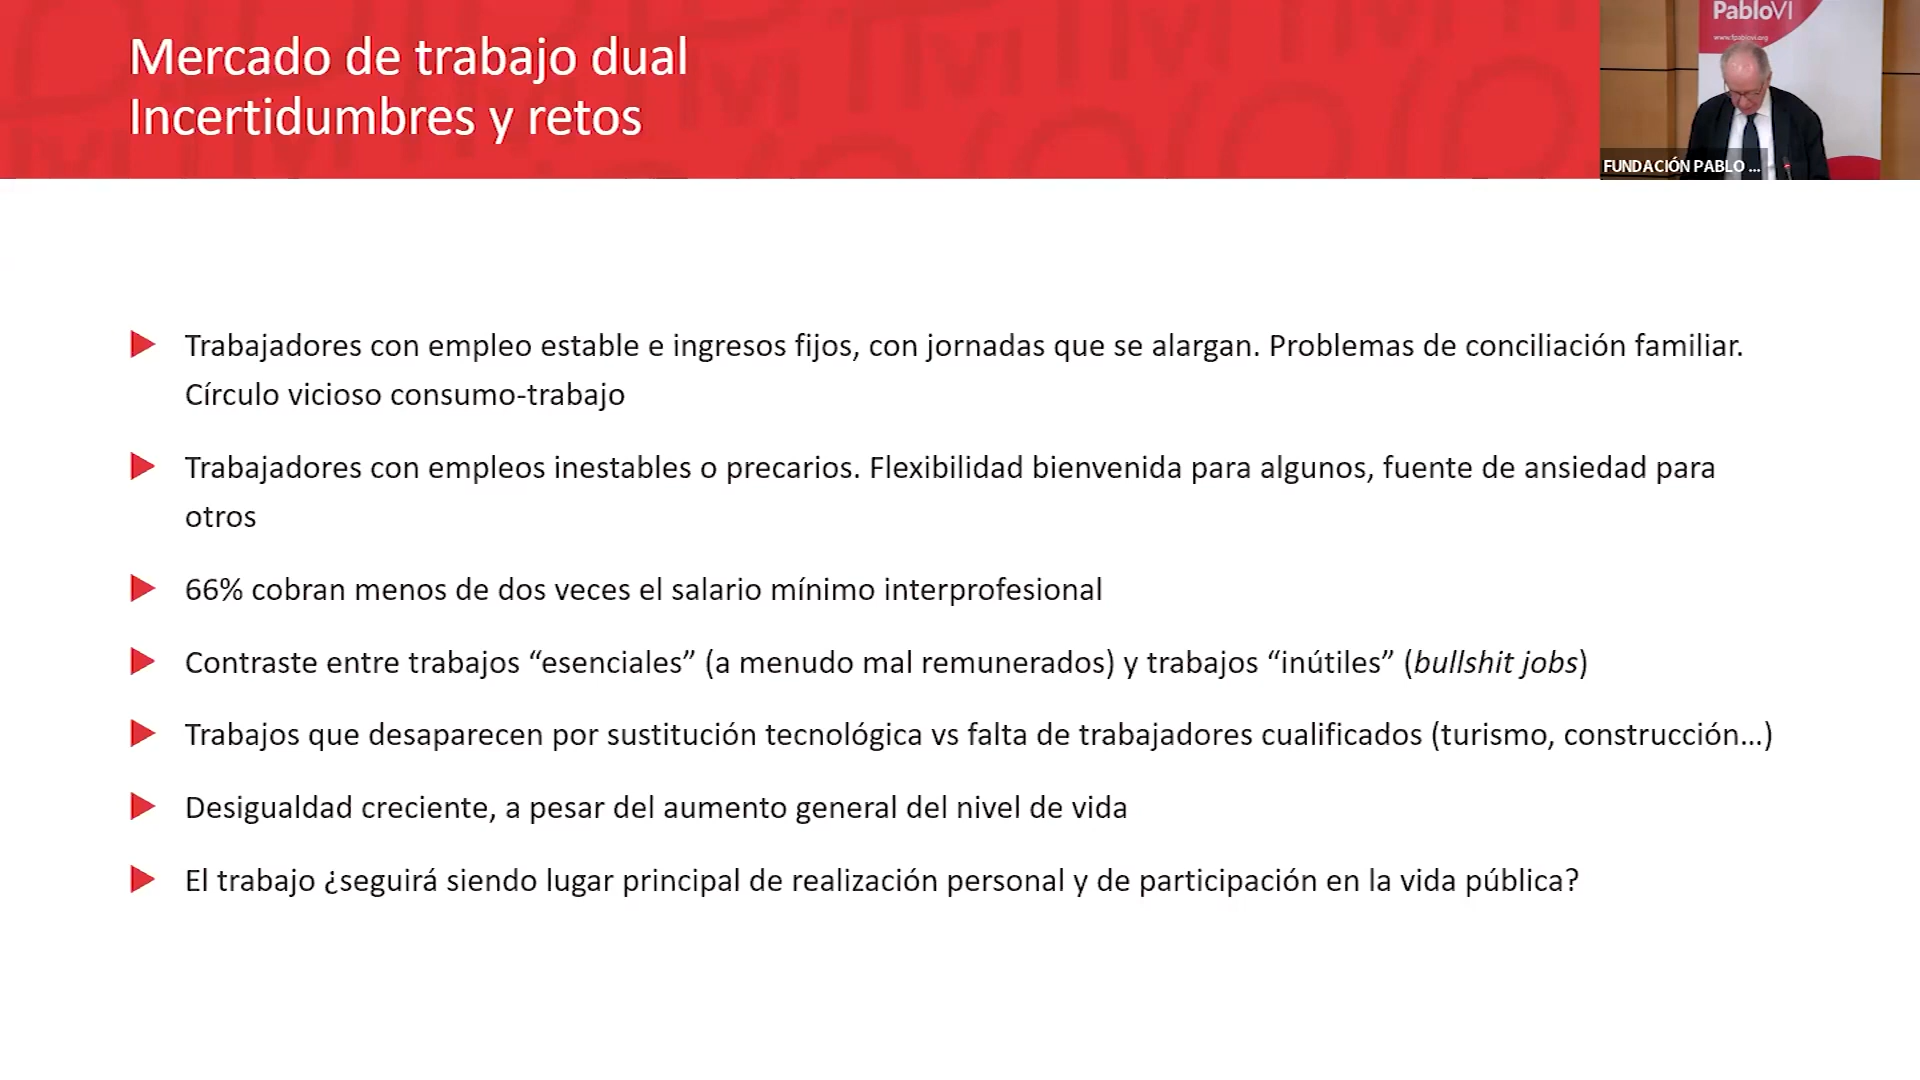 Mercado de trabajo dual
Incertidumbres y retos
PabloVI
www.fpablovi.org
FUNDACIÓN PABLO ...
Trabajadores con empleo estable e ingresos fijos, con jornadas que se alargan. Problemas de conciliación familiar.
Círculo vicioso consumo-trabajo
Trabajadores con empleos inestables o precarios. Flexibilidad bienvenida para algunos, fuente de ansiedad para
otros
66% cobran menos de dos veces el salario mínimo interprofesional
Contraste entre trabajos “esenciales” (a menudo mal remunerados) y trabajos “inútiles” (bullshit jobs)
Trabajos que desaparecen por sustitución tecnológica vs falta de trabajadores cualificados (turismo, construcción…)
Desigualdad creciente, a pesar del aumento general del nivel de vida
El trabajo ¿seguirá siendo lugar principal de realización personal y de participación en la vida pública?